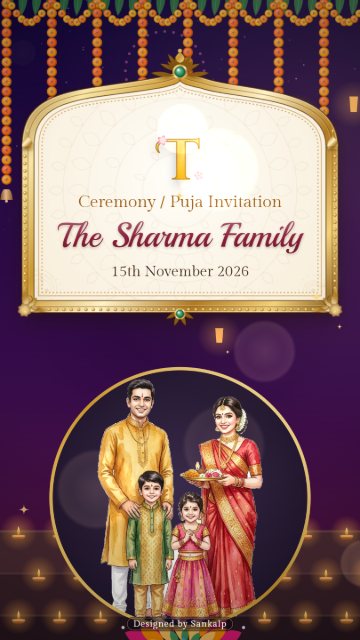 T
Ceremony / Puja Invitation
The Sharma Family
15th November 2026
Designed by Sankalp